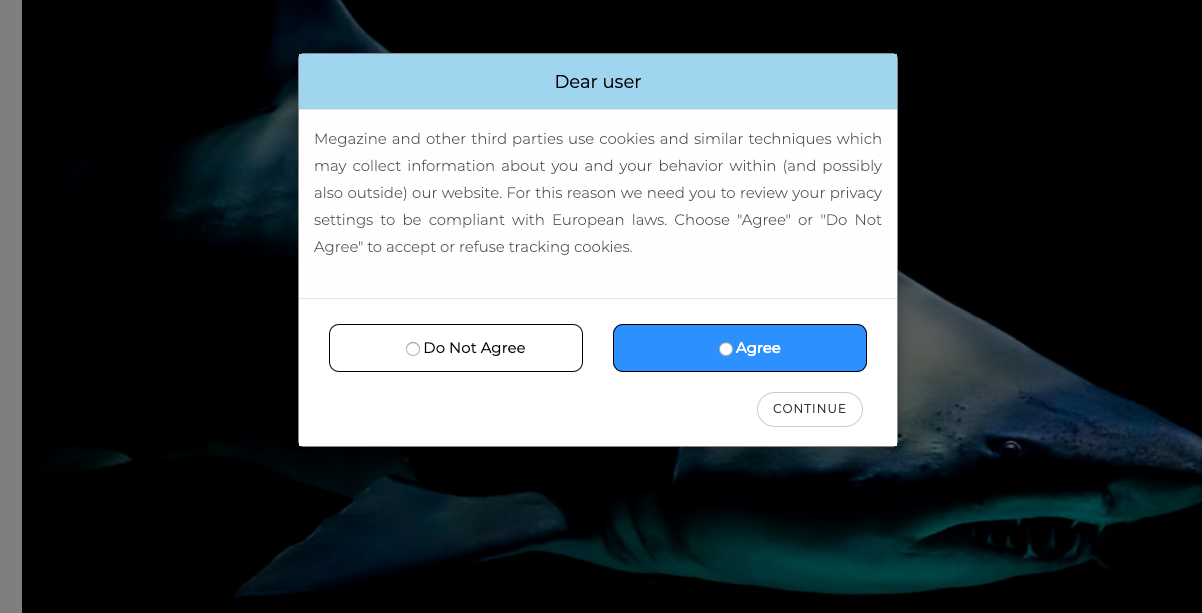 Dear user
Megazine and other third parties use cookies and similar techniques which
may collect information about you and your behavior within (and possibly
also outside) our website. For this reason we need you to review your privacy
settings to be compliant with European laws. Choose "Agree" or "Do Not
Agree" to accept or refuse tracking cookies.
Do Not Agree
Agree
CONTINUE